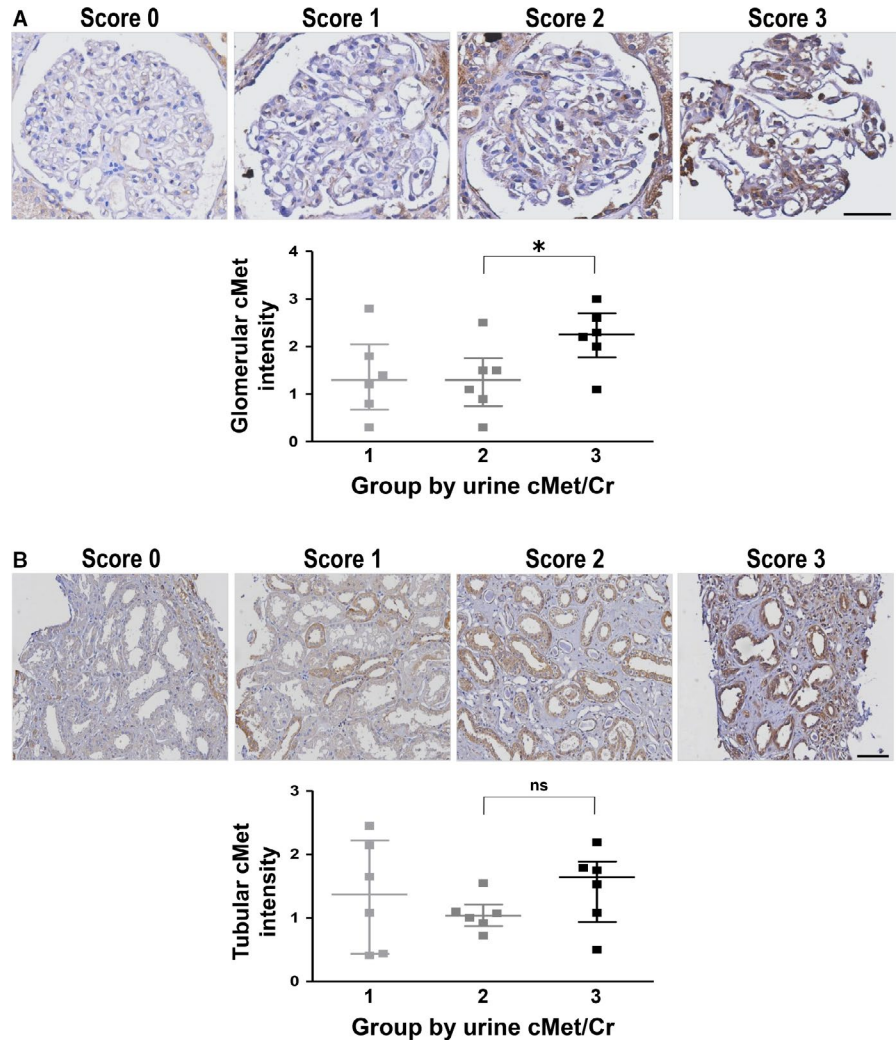 A Score 0 Score 1 Score 2 Score 3
*
4
3
2
1
0
Glomerular cMet
intensity
1 2 3
Group by urine cMet/Cr
B Score 0 Score 1 Score 2 Score 3
ns
3
2
1
0
Tubular cMet
intensity
1 2 3
Group by urine cMet/Cr